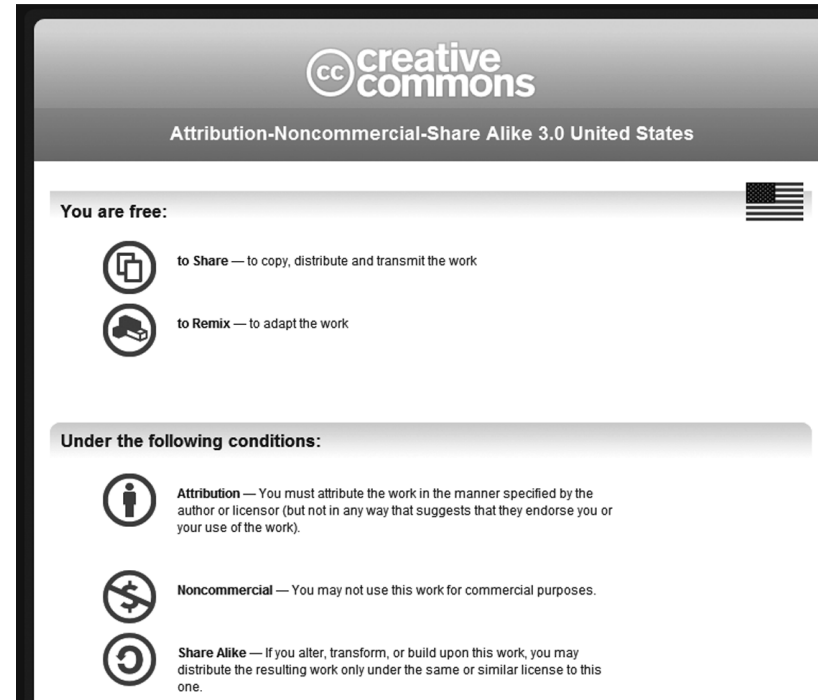 cc creative
commons
Attribution-Noncommercial-Share Alike 3.0 United States
You are free:
to Share — to copy, distribute and transmit the work
to Remix — to adapt the work
Under the following conditions:
Attribution — You must attribute the work in the manner specified by the
author or licensor (but not in any way that suggests that they endorse you or
your use of the work).
$
Noncommercial — You may not use this work for commercial purposes.
Share Alike — If you alter, transform, or build upon this work, you may
distribute the resulting work only under the same or similar license to this
one.